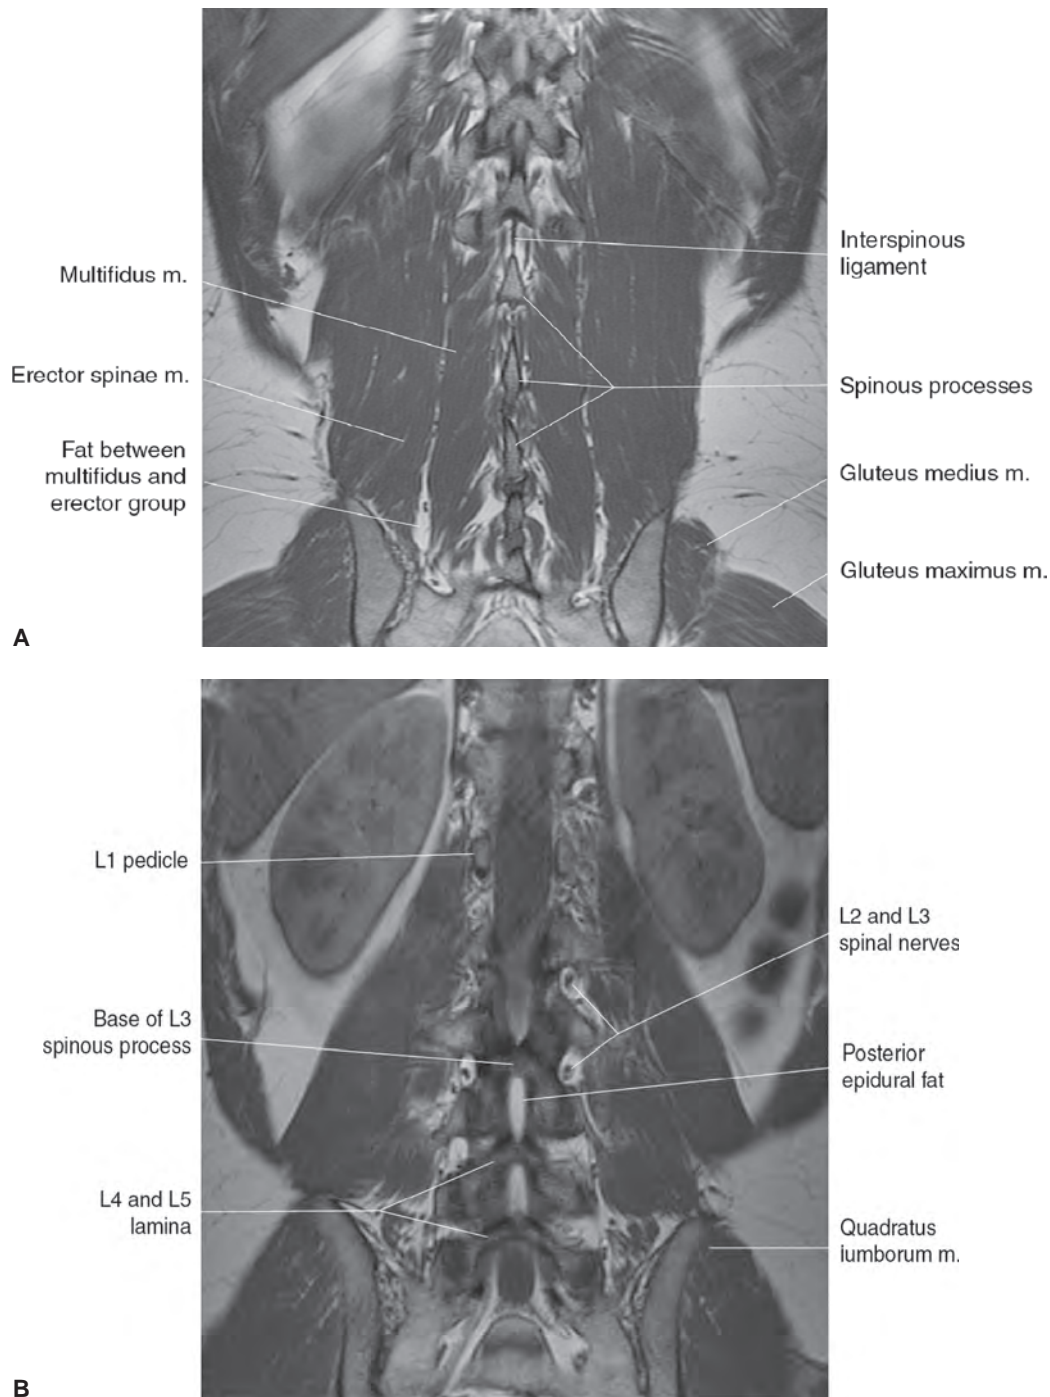 Interspinous
ligament
Multifidus m.
Erector spinae m.
Spinous processes
Fat between
multifidus and
erector group
Gluteus medius m.
Gluteus maximus m.
A
L1 pedicle
L2 and L3
spinal nerves
Base of L3
spinous process
Posterior
epidural fat
L4 and L5
lamina
Quadratus
lumborum m.
B